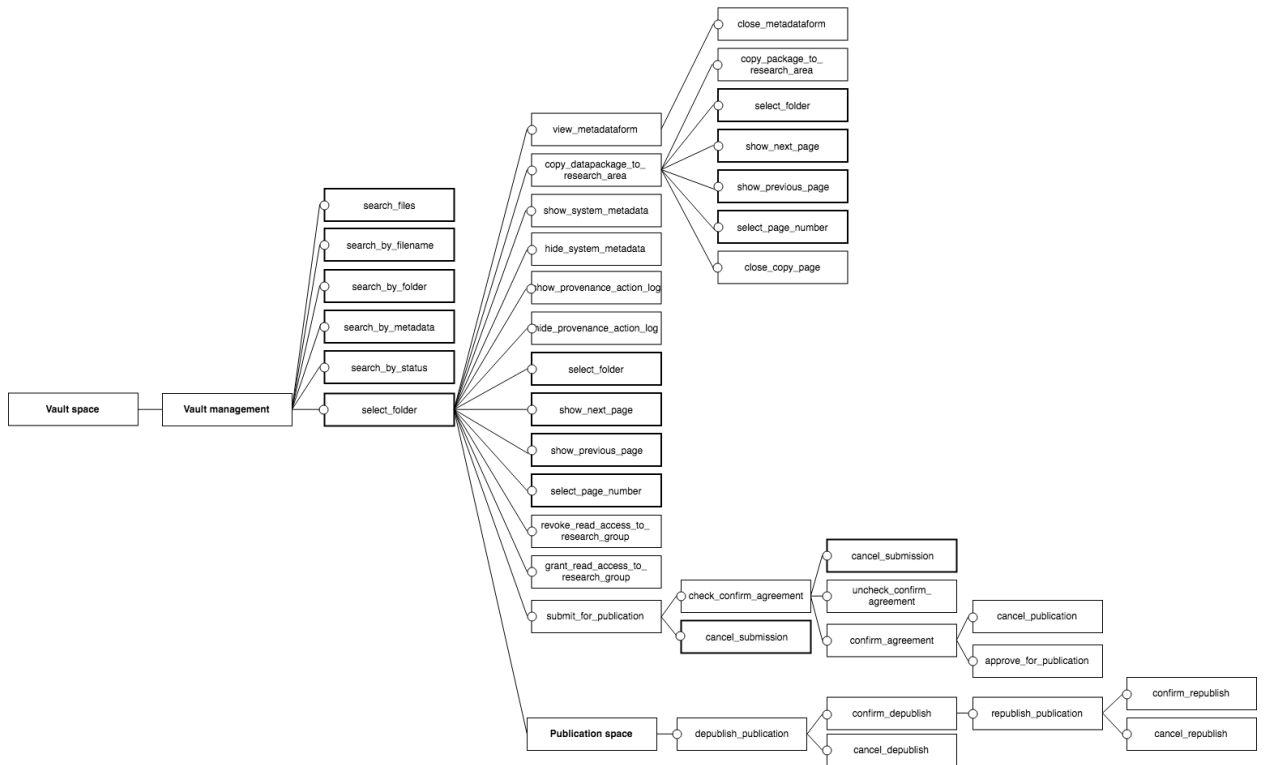 close_metadataform
copy_package_to_
research_area
select_folder
show_next_page
show_previous_page
select_page_number
close_copy_page
view_metadataform
copy_datapackage_to_
research_area
show_system_metadata
hide_system_metadata
show_provenance_action_log
hide_provenance_action_log
select_folder
show_next_page
show_previous_page
select_page_number
revoke_read_access_to_
research_group
grant_read_access_to_
research_group
submit_for_publication
search_files
search_by_filename
search_by_folder
search_by_metadata
search_by_status
select_folder
Vault space
Vault management
check_confirm_agreement
cancel_submission
cancel_submission
uncheck_confirm_
agreement
confirm_agreement
cancel_publication
approve_for_publication
Publication space
depublish_publication
confirm_depublish
cancel_depublish
republish_publication
confirm_republish
cancel_republish